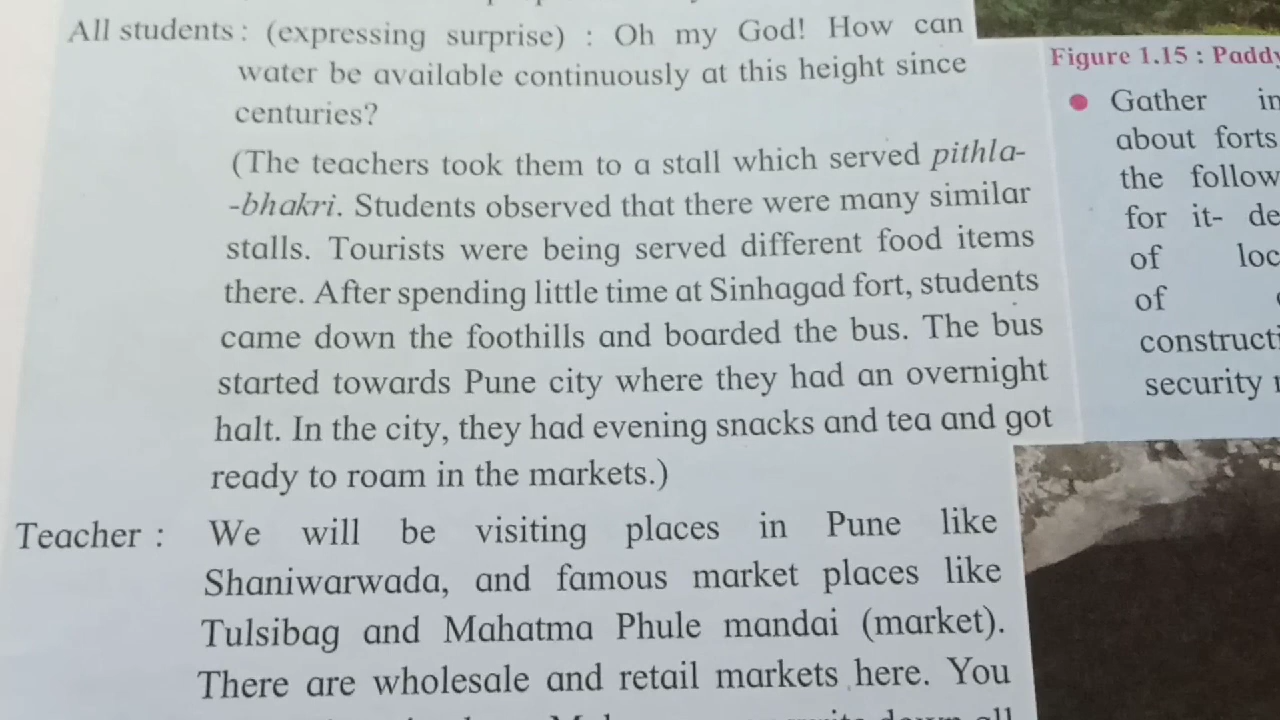 All students : (expressing surprise) : Oh my God! How can
water be available continuously at this height since
centuries?
(The teachers took them to a stall which served pithla-
-bhakri. Students observed that there were many similar
stalls. Tourists were being served different food items
there. After spending little time at Sinhagad fort, students
came down the foothills and boarded the bus. The bus
started towards Pune city where they had an overnight
halt. In the city, they had evening snacks and tea and got
ready to roam in the markets.)
Teacher : We will be visiting places in Pune like
Shaniwarwada, and famous market places like
Tulsibag and Mahatma Phule mandai (market).
There are wholesale and retail markets here. You
Figure 1.15 : Paddy
Gather in
about forts
the follow
for it- de
of loc
of
constructi
security